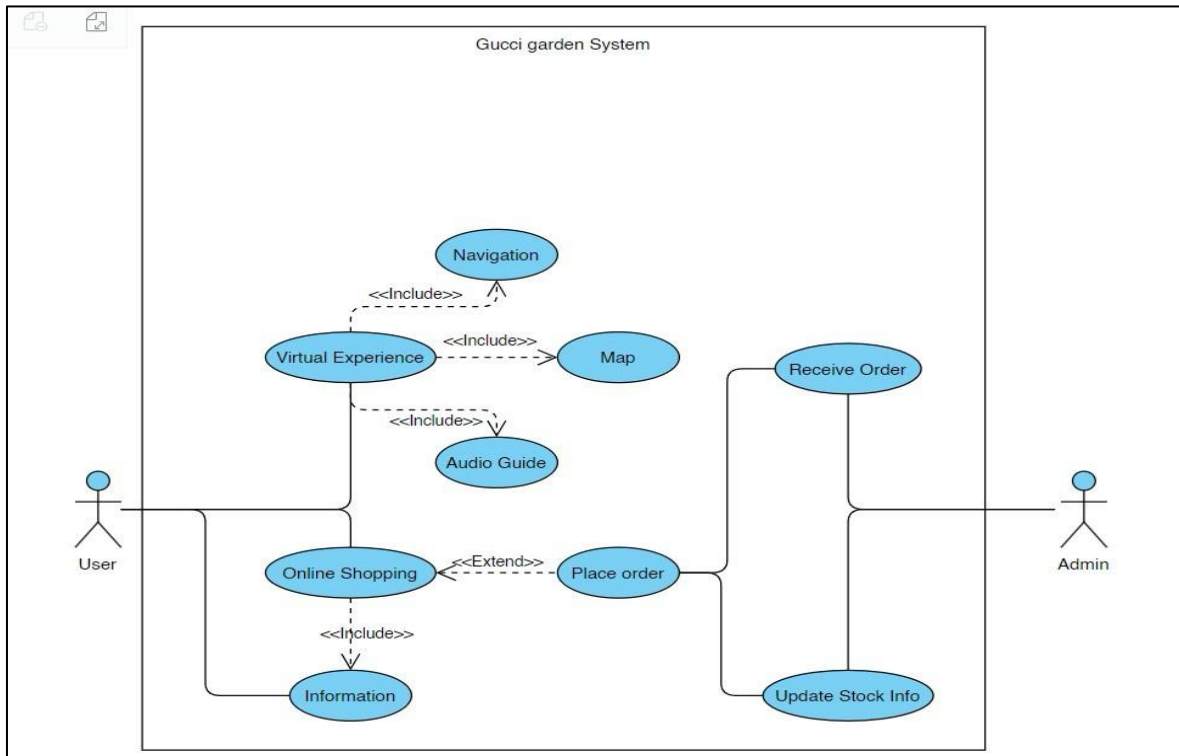 Gucci garden System
Navigation
<<Include>>
<<Include>>
Virtual Experience
Map
Receive Order
<<Include>>
Audio Guide
User
Admin
<<Extend>>
Online Shopping
Place order
<<Include>>
Information
Update Stock Info